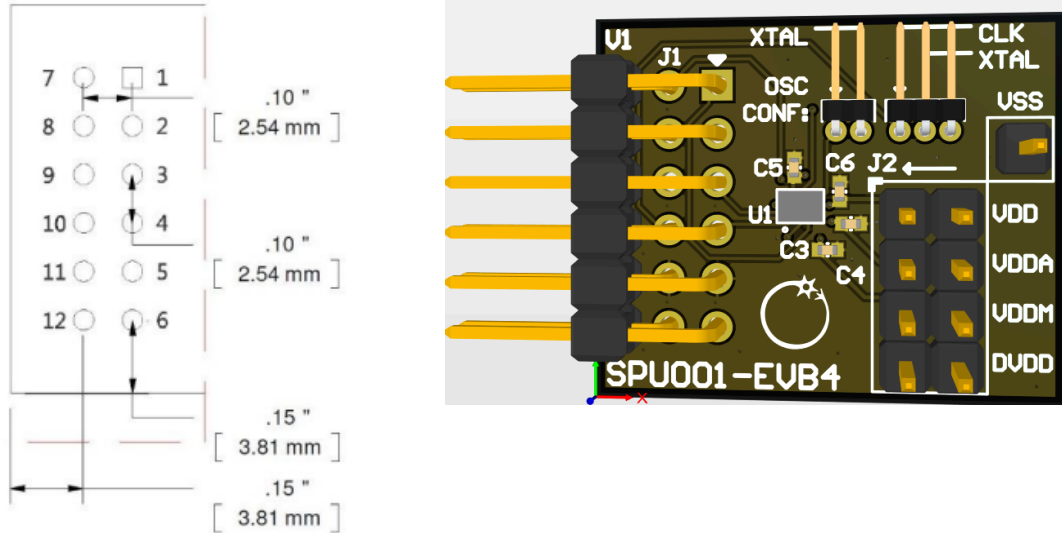 7 1
.10 "
8 2
2.54 mm
9 3
10 4
.10 "
11 5
2.54 mm
12 6
.15 "
3.81 mm
.15 "
3.81 mm
V1
XTAL
CLK
J1
XTAL
OSC
CONF:
VSS
C5
C6
J2
U1
VDD
C3
VDDA
C4
VDDM
DVDD
SPU001-EVB4
X